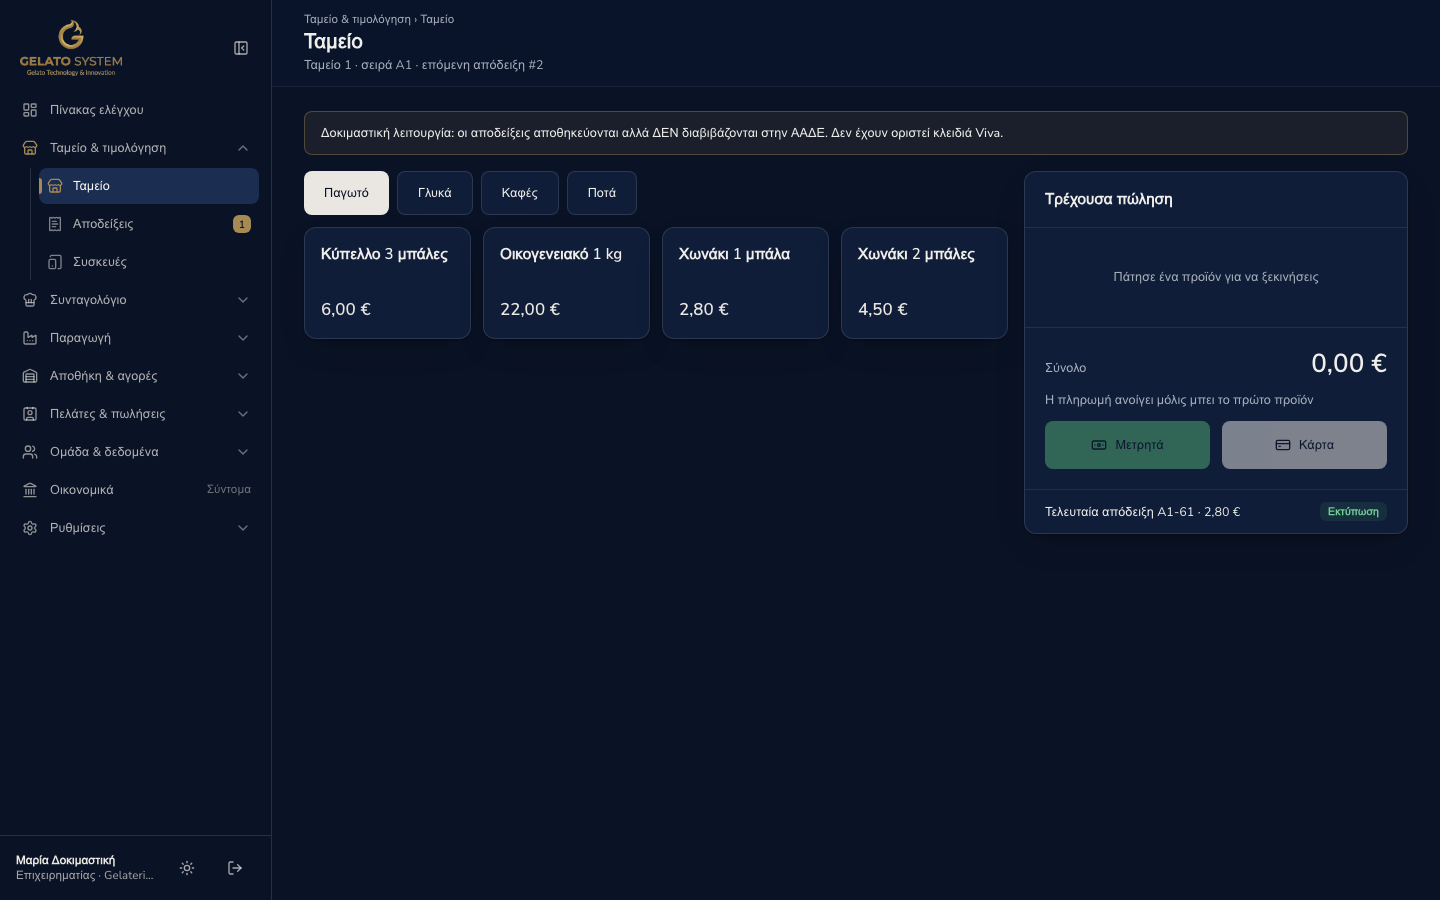 GELATO SYSTEM
Gelato Technology & Innovation
Πίνακας ελέγχου
Ταμείο & τιμολόγηση
Ταμείο
Αποδείξεις 1
Συσκευές
Συνταγολόγιο
Παραγωγή
Αποθήκη & αγορές
Πελάτες & πωλήσεις
Ομάδα & δεδομένα
Οικονομικά Σύντομα
Ρυθμίσεις
Μαρία Δοκιμαστική
Επιχειρηματίας · Gelateri...
Ταμείο & τιμολόγηση › Ταμείο
Ταμείο
Ταμείο 1 · σειρά A1 · επόμενη απόδειξη #2
Δοκιμαστική λειτουργία: οι αποδείξεις αποθηκεύονται αλλά ΔΕΝ διαβιβάζονται στην ΑΑΔΕ. Δεν έχουν οριστεί κλειδιά Viva.
Παγωτό Γλυκά Καφές Ποτά
Κύπελλο 3 μπάλες
6,00 €
Οικογενειακό 1 kg
22,00 €
Χωνάκι 1 μπάλα
2,80 €
Χωνάκι 2 μπάλες
4,50 €
Τρέχουσα πώληση
Πάτησε ένα προϊόν για να ξεκινήσεις
Σύνολο 0,00 €
Η πληρωμή ανοίγει μόλις μπει το πρώτο προϊόν
Μετρητά Κάρτα
Τελευταία απόδειξη A1-61 · 2,80 € Εκτύπωση